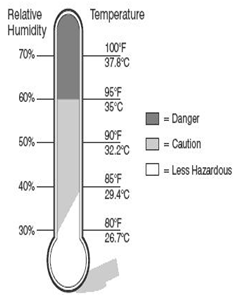 Relative Humidity
Temperature
70%
100°F
37.8°C
60%
95°F
35°C
50%
90°F
32.2°C
40%
85°F
29.4°C
30%
80°F
26.7°C
= Danger
= Caution
= Less Hazardous